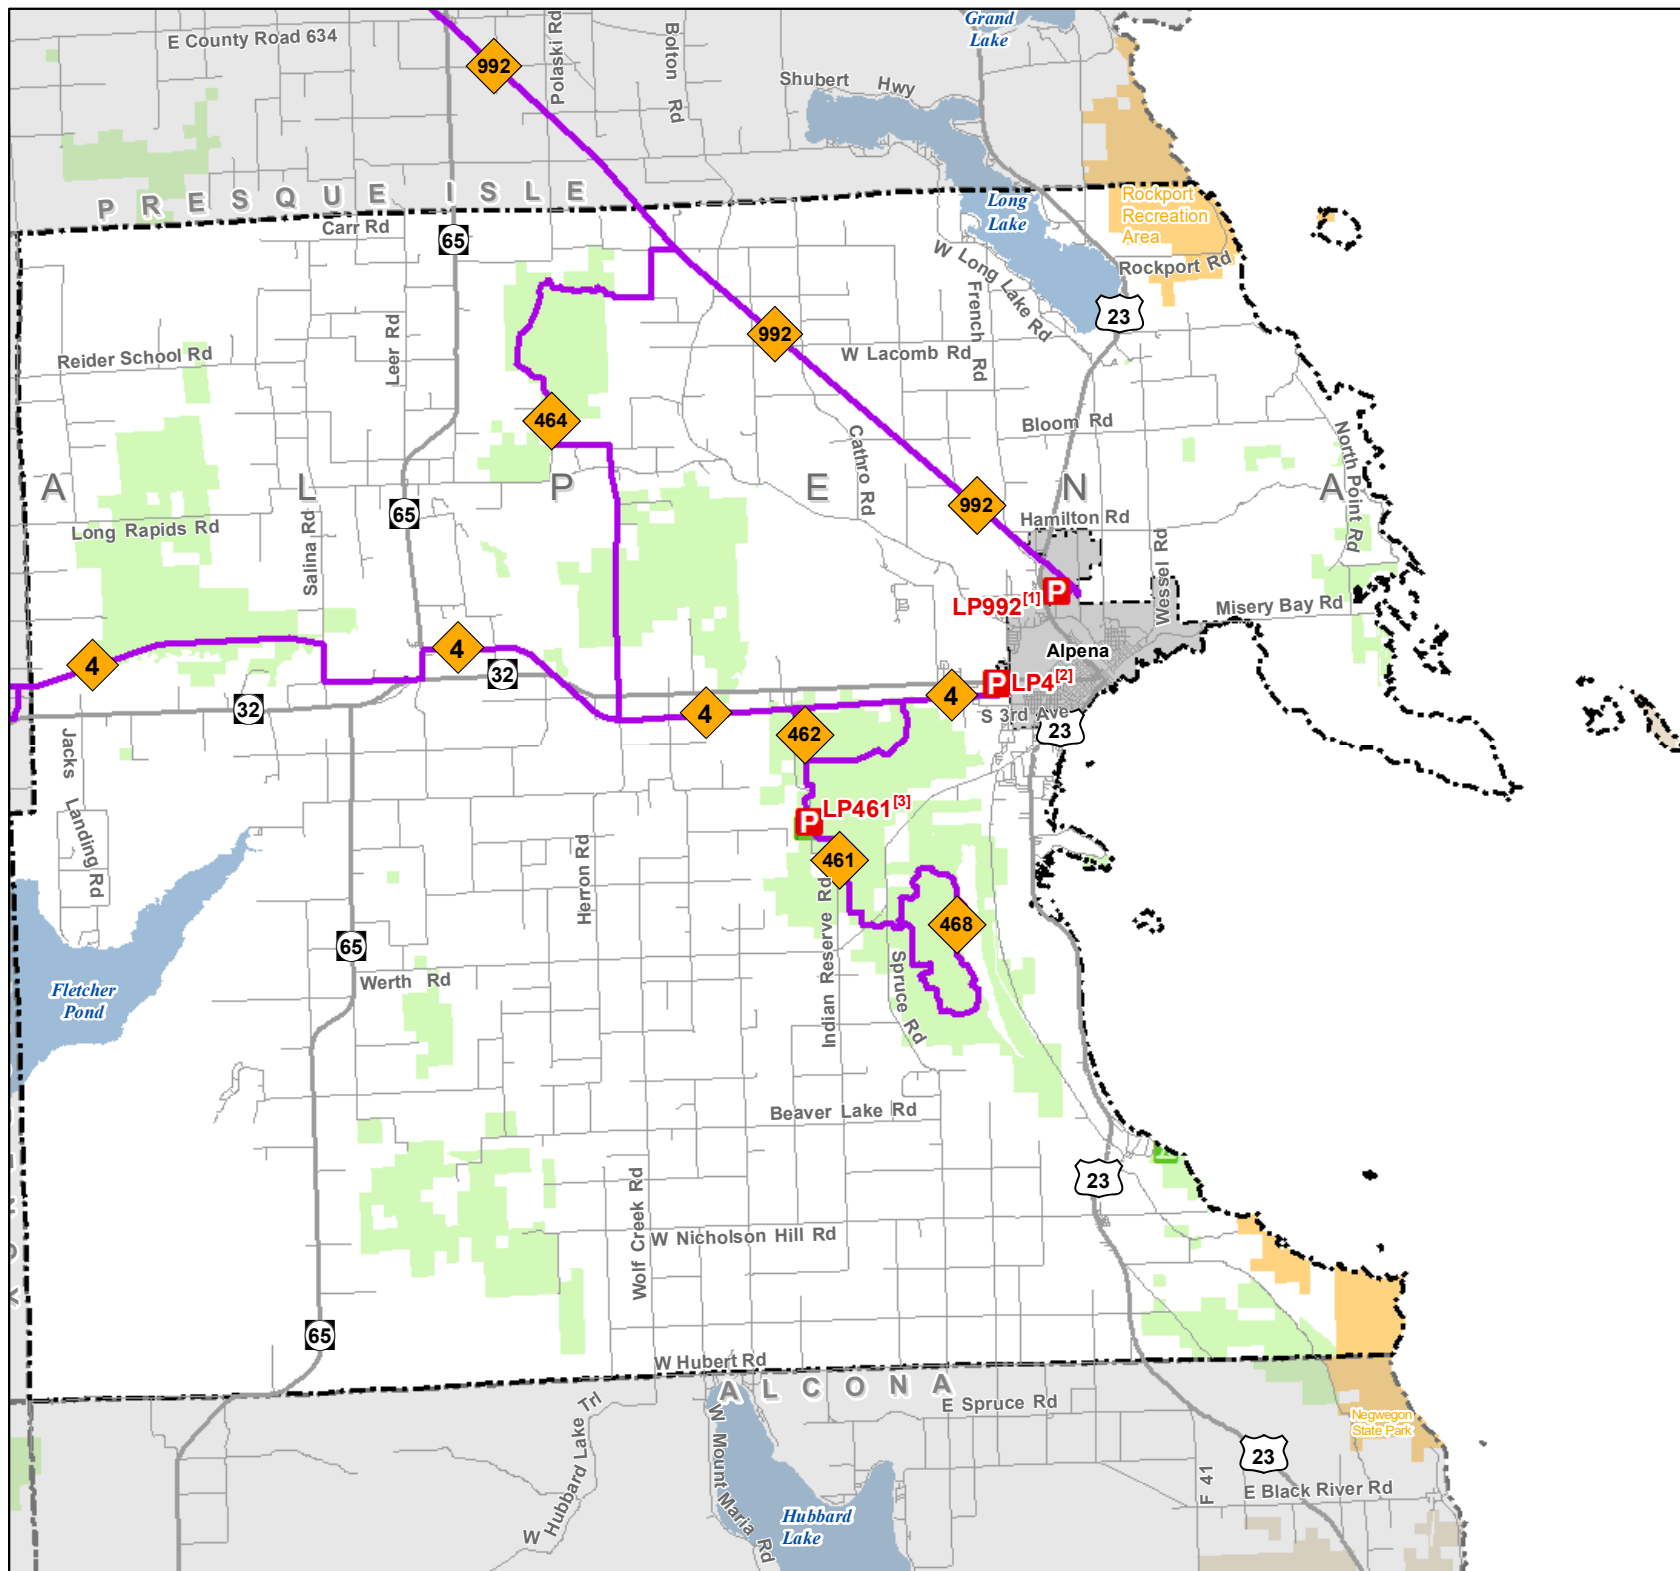 Grand
Lake
E County Road 634
Polaski Rd
Bolton Rd
992
Shubert Hwy
PRESQUE ISLE
Rockport
Recreation
Area
Long
Lake
Carr Rd
65
W Long Lake Rd
Rockport Rd
French Rd
23
992
Leer Rd
Reider School Rd
W Lacomb Rd
464
Bloom Rd
Cathro Rd
North Point Rd
ALPENA
65
992
Hamilton Rd
Long Rapids Rd
Salina Rd
Wessel Rd
P
LP992[1]
Misery Bay Rd
4
4
Alpena
32
P
LP4[2]
4
32
4
S 3rd Ave
23
462
Jacks Landing Rd
P
LP461[3]
461
Herron Rd
Indian Reserve Rd
468
65
Spruce Rd
Werth Rd
Fletcher
Pond
Beaver Lake Rd
23
Wolf Creek Rd
W Nicholson Hill Rd
65
W Hubert Rd
ALCONA
E Spruce Rd
W Hubbard Lake Trl
W Mount Maria Rd
Negwegon
State Park
23
F 41
E Black River Rd
Hubbard
Lake